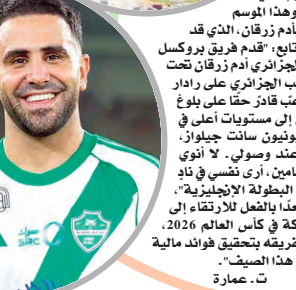 وهذا الموسم
أدم زرقان، الذي قد
تابع: "قدم فريق بروكسل
الجزائري أدم زرقان تحت
ب الجزائري على رادار
عب قادر حقا على بلوغ
إلى مستويات أعلى في
ونيون سانت جيلواز،
عند وصولي. لا أنوي
امين، أرى نفسي في ناد
البطولة الإنجليزية"،
عدا بالفعل للارتقاء إلى
كة في كأس العالم 2026،
فريقه بتحقيق فوائد مالية
هذا الصيف".
ت. عمارة
سرك
SIRC